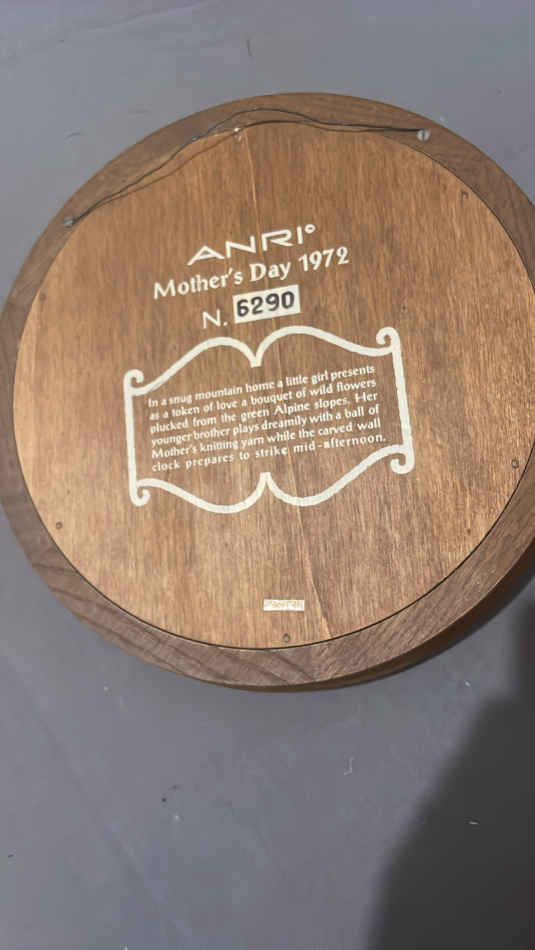 ANRI°
Mother's Day 1972
N. 6290
In a snug mountain home a little girl presents
as a token of love a bouquet of wild flowers
plucked from the green Alpine slopes. Her
younger brother plays dreamily with a ball of
Mother's knitting yarn while the carved wall
clock prepares to strike mid-afternoon.